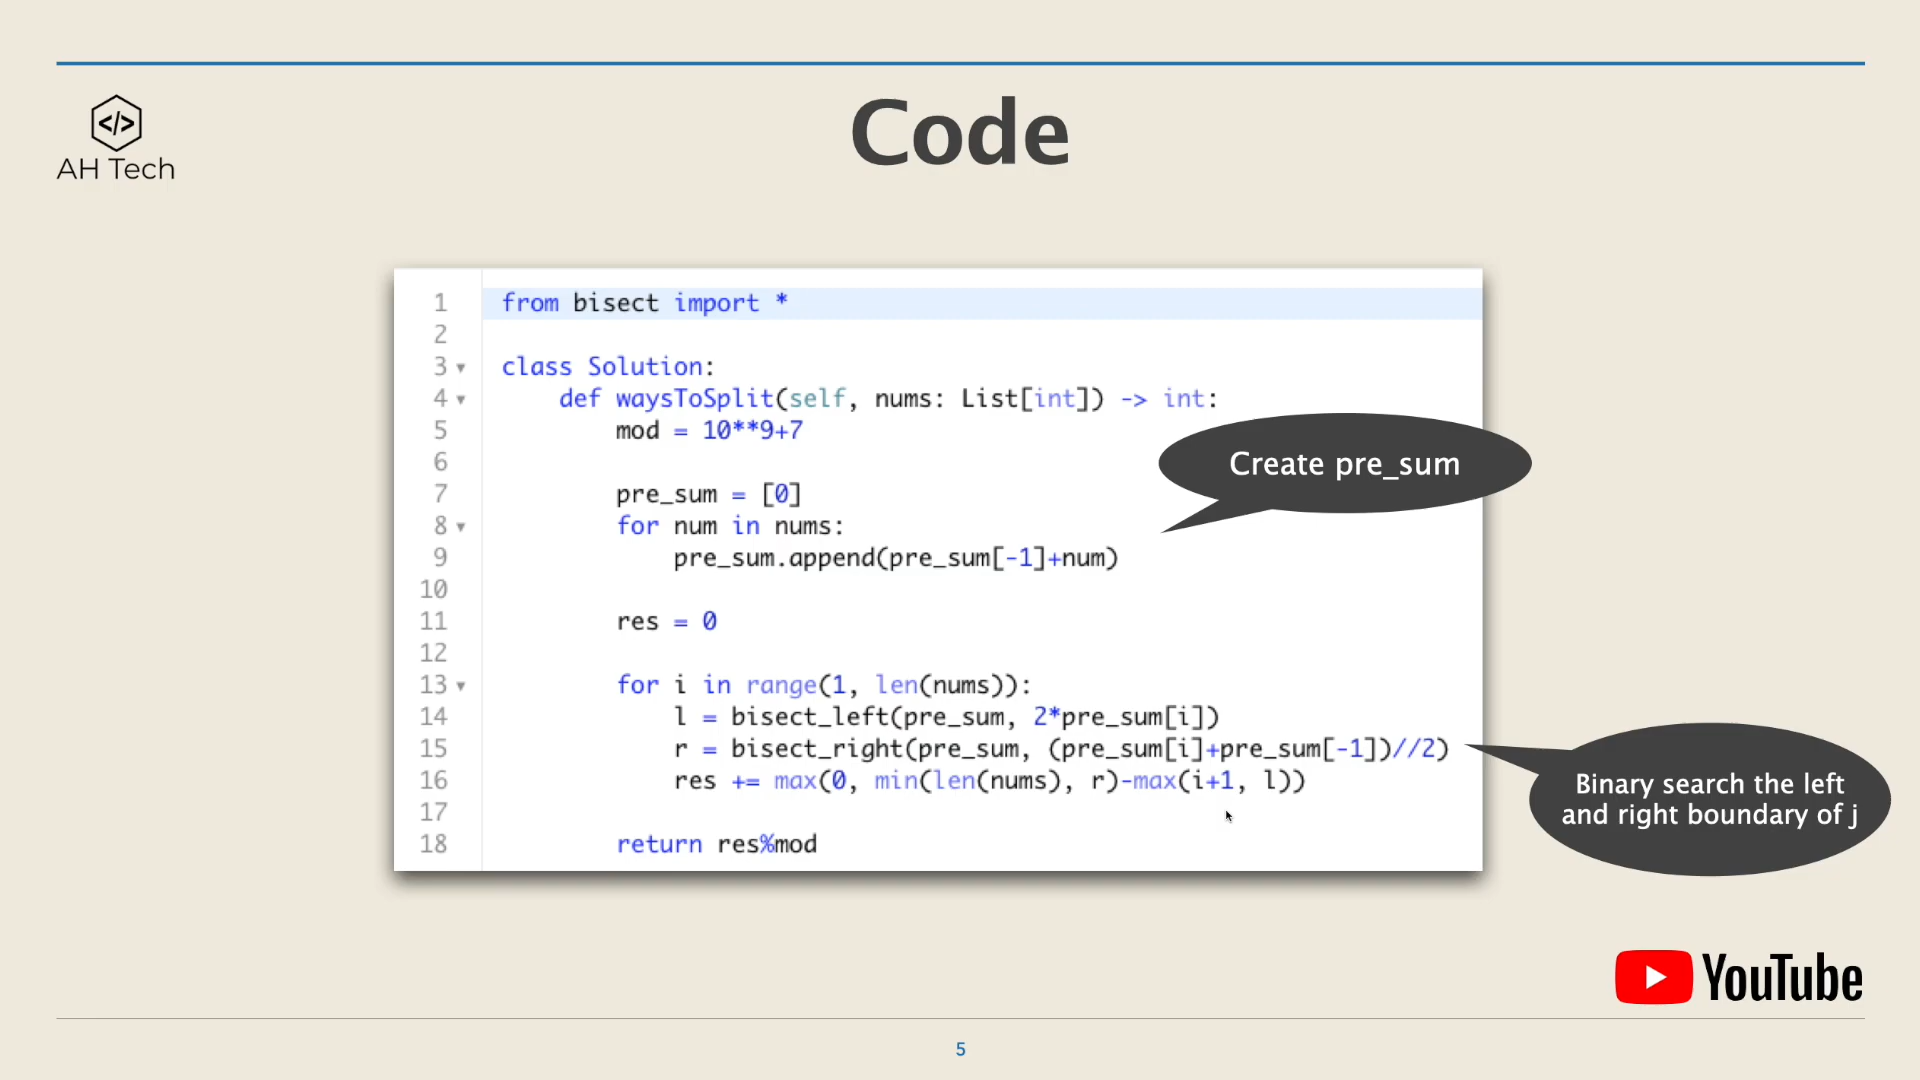 Code
</>
AH Tech
1 from bisect import *
2
3 class Solution:
4     def waysToSplit(self, nums: List[int]) -> int:
5         mod = 10**9+7
6
7         pre_sum = [0]
8         for num in nums:
9             pre_sum.append(pre_sum[-1]+num)
10
11         res = 0
12
13         for i in range(1, len(nums)):
14             l = bisect_left(pre_sum, 2*pre_sum[i])
15             r = bisect_right(pre_sum, (pre_sum[i]+pre_sum[-1])//2)
16             res += max(0, min(len(nums), r)-max(i+1, l))
17
18         return res%mod
Create pre_sum
Binary search the left
and right boundary of j
YouTube
5